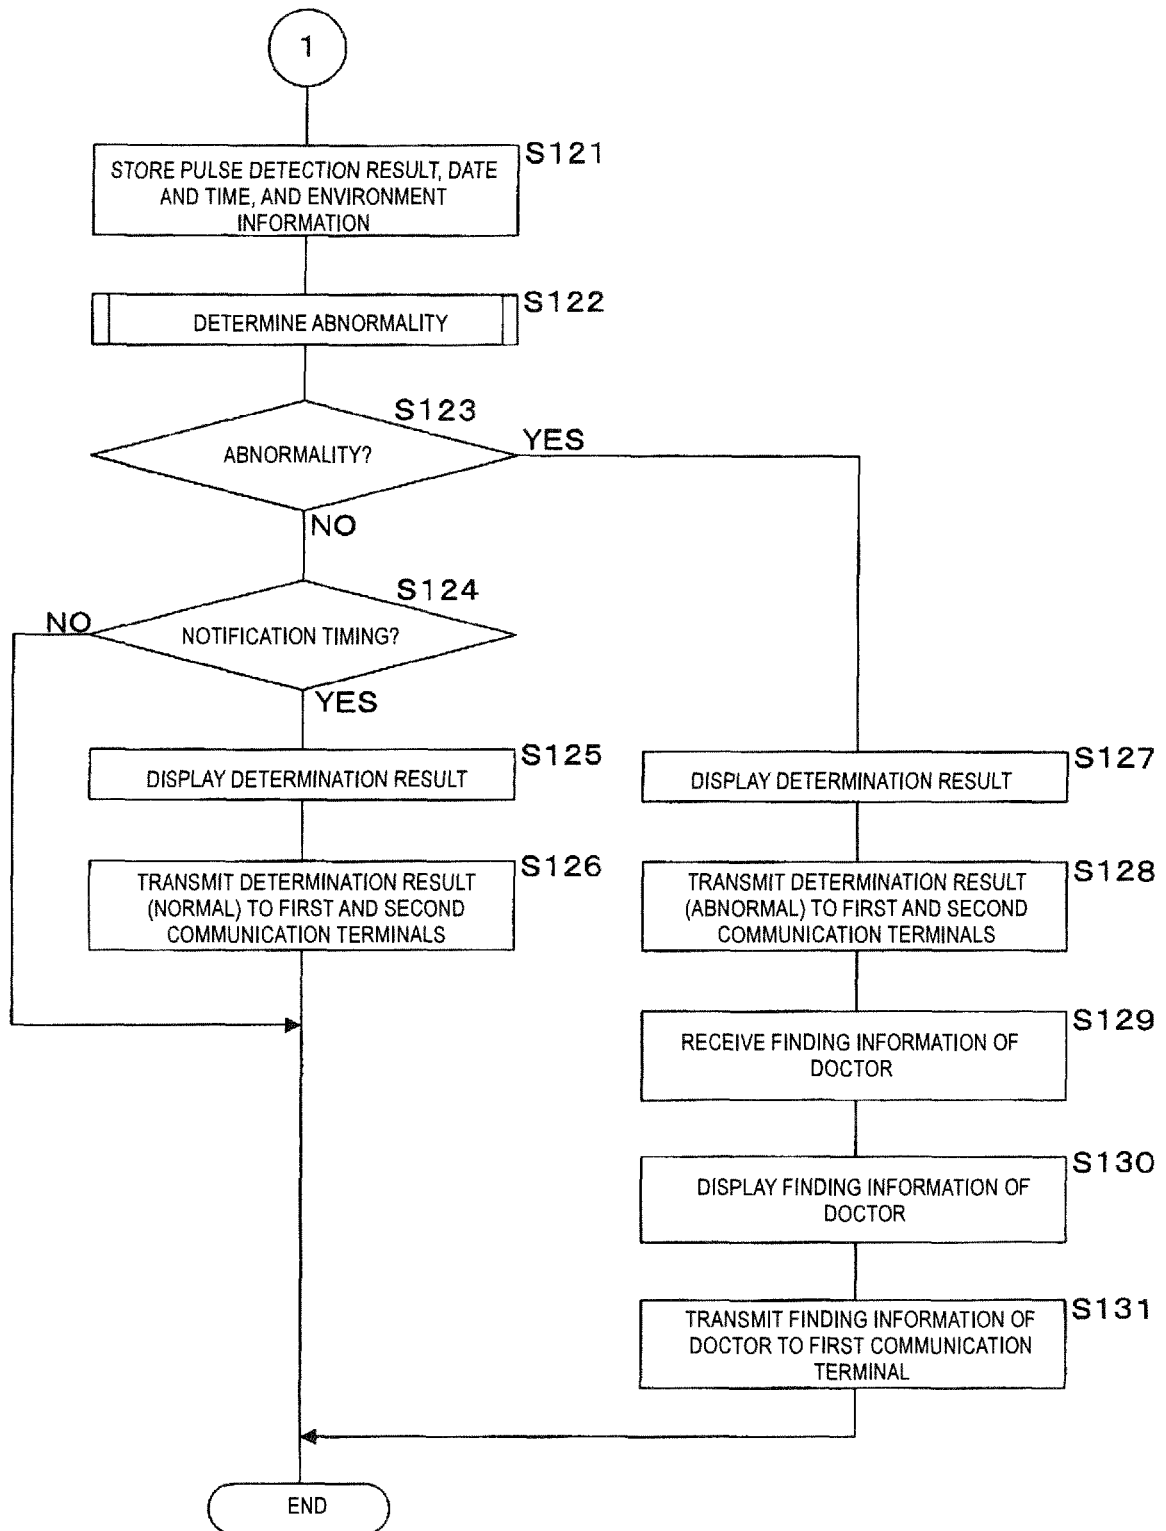 1
S121
STORE PULSE DETECTION RESULT, DATE
AND TIME, AND ENVIRONMENT
INFORMATION
S122
DETERMINE ABNORMALITY
S123
ABNORMALITY?
YES
NO
S124
NOTIFICATION TIMING?
NO
YES
S125
DISPLAY DETERMINATION RESULT
S126
TRANSMIT DETERMINATION RESULT
(NORMAL) TO FIRST AND SECOND
COMMUNICATION TERMINALS
S127
DISPLAY DETERMINATION RESULT
S128
TRANSMIT DETERMINATION RESULT
(ABNORMAL) TO FIRST AND SECOND
COMMUNICATION TERMINALS
S129
RECEIVE FINDING INFORMATION OF
DOCTOR
S130
DISPLAY FINDING INFORMATION OF
DOCTOR
S131
TRANSMIT FINDING INFORMATION OF
DOCTOR TO FIRST COMMUNICATION
TERMINAL
END